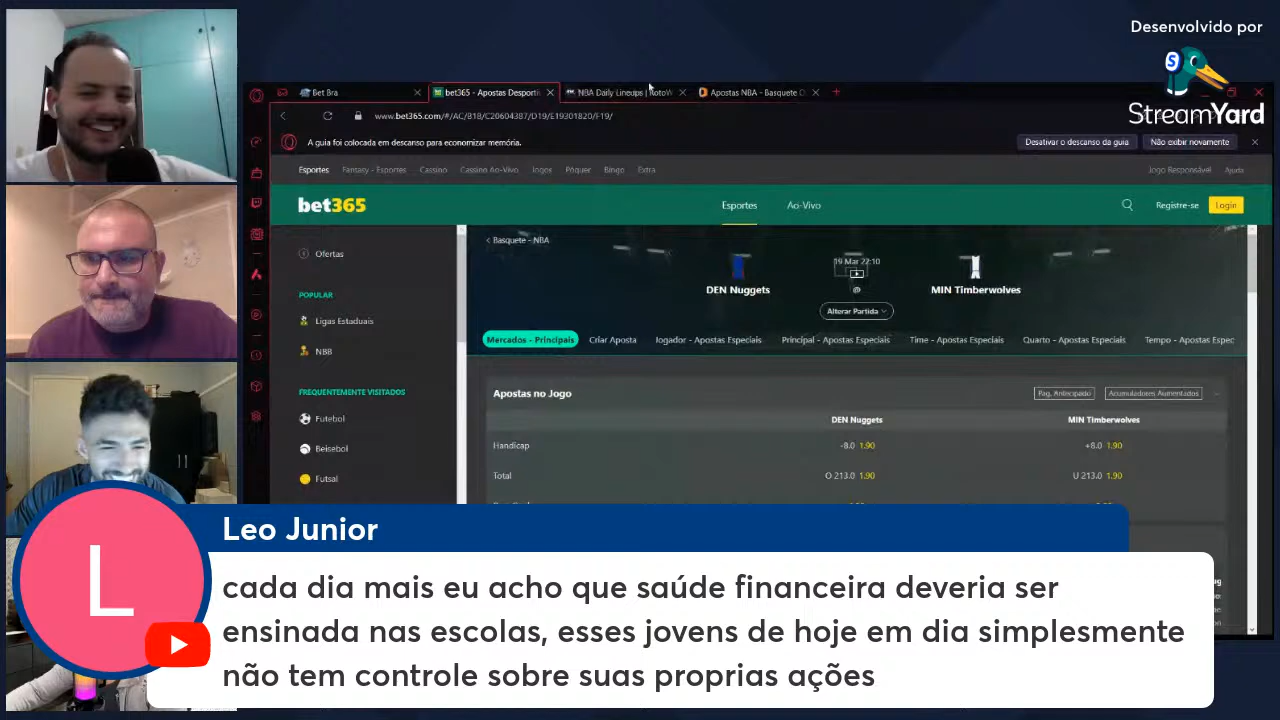 Desenvolvido por
StreamYard
Bet Bra
bet365 - Apostas Desporti
NBA Daily Lineups | RotoW
Apostas NBA - Basquete D
www.bet365.com/#/AC/B18/C20604387/D19/E19301820/F19/
A guia foi colocada em descanso para economizar memória.
Desativar o descanso da guia
Não exibir novamente
Esportes
Fantasy - Esportes
Cassino
Cassino Ao-Vivo
Jogos
Pôquer
Bingo
Extra
Jogo Responsável
Ajuda
bet365
Esportes
Ao-Vivo
Registre-se
Login
Ofertas
POPULAR
Ligas Estaduais
NBB
FREQUENTEMENTE VISITADOS
Futebol
Beisebol
Futsal
Basquete - NBA
19 Mar 22:10
DEN Nuggets
@
MIN Timberwolves
Alterar Partida
Mercados - Principais
Criar Aposta
Jogador - Apostas Especiais
Principal - Apostas Especiais
Time - Apostas Especiais
Quarto - Apostas Especiais
Tempo - Apostas Espec
Apostas no Jogo
Pag. Antecipado
Acumuladores Aumentados
DEN Nuggets
MIN Timberwolves
Handicap
-8.0 1.90
+8.0 1.90
Total
O 213.0 1.90
U 213.0 1.90
L
Leo Junior
cada dia mais eu acho que saúde financeira deveria ser
ensinada nas escolas, esses jovens de hoje em dia simplesmente
não tem controle sobre suas proprias ações